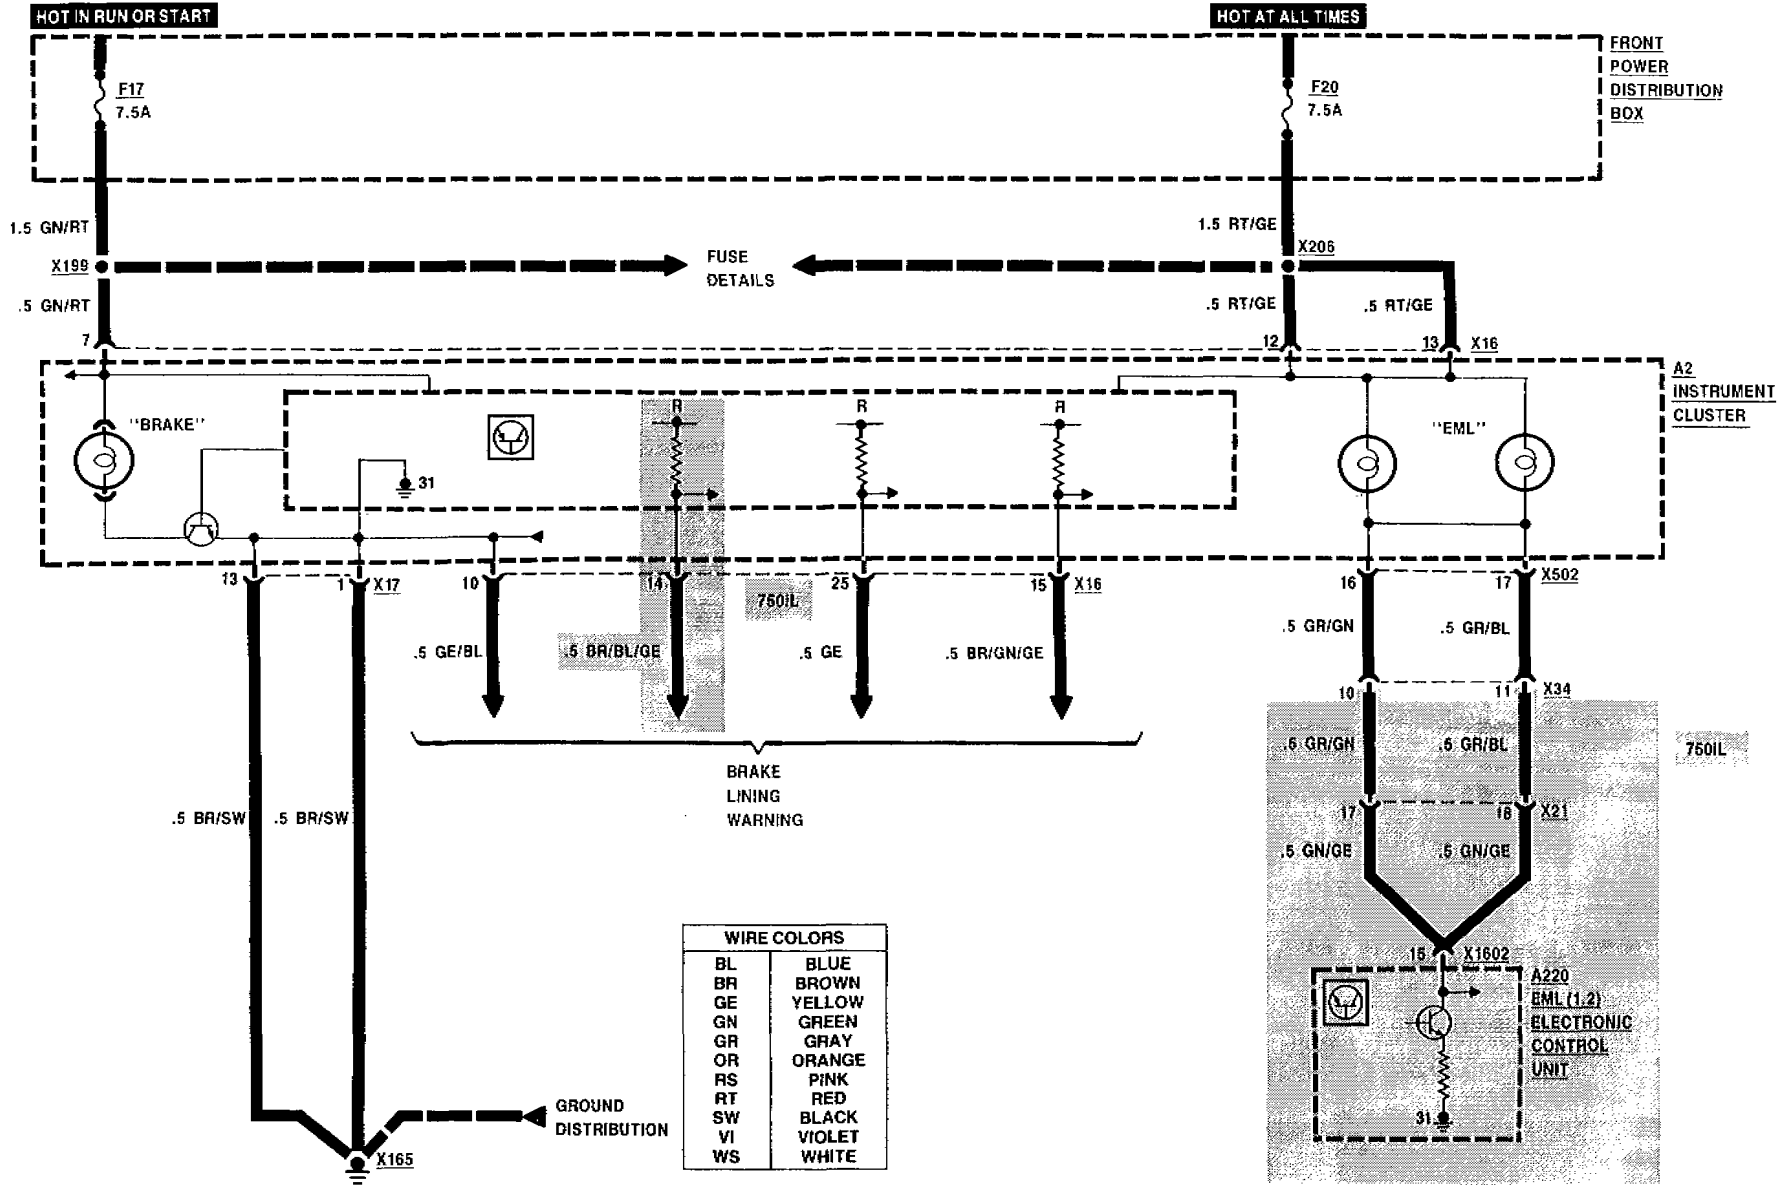 HOT IN RUN OR START
HOT AT ALL TIMES
FRONT
POWER
DISTRIBUTION
BOX
F17
7.5A
F20
7.5A
1.5 GN/RT
1.5 RT/GE
X199
FUSE
DETAILS
X206
.5 GN/RT
.5 RT/GE
.5 RT/GE
7
12
13
X16
A2
INSTRUMENT
CLUSTER
"BRAKE"
R
R
R
"EML"
31
13
1
X17
10
14
750IL
25
15
X16
16
17
X502
.5 GE/BL
.5 BR/BL/GE
.5 GE
.5 BR/GN/GE
.5 GR/GN
.5 GR/BL
10
11
X34
.5 GR/GN
.5 GR/BL
750IL
BRAKE
LINING
WARNING
.5 BR/SW
.5 BR/SW
17
18
X21
.5 GN/GE
.5 GN/GE
WIRE COLORS
BL BLUE
BR BROWN
GE YELLOW
GN GREEN
GR GRAY
OR ORANGE
RS PINK
RT RED
SW BLACK
VI VIOLET
WS WHITE
15
X1602
A220
EML (1.2)
ELECTRONIC
CONTROL
UNIT
31
GROUND
DISTRIBUTION
X165